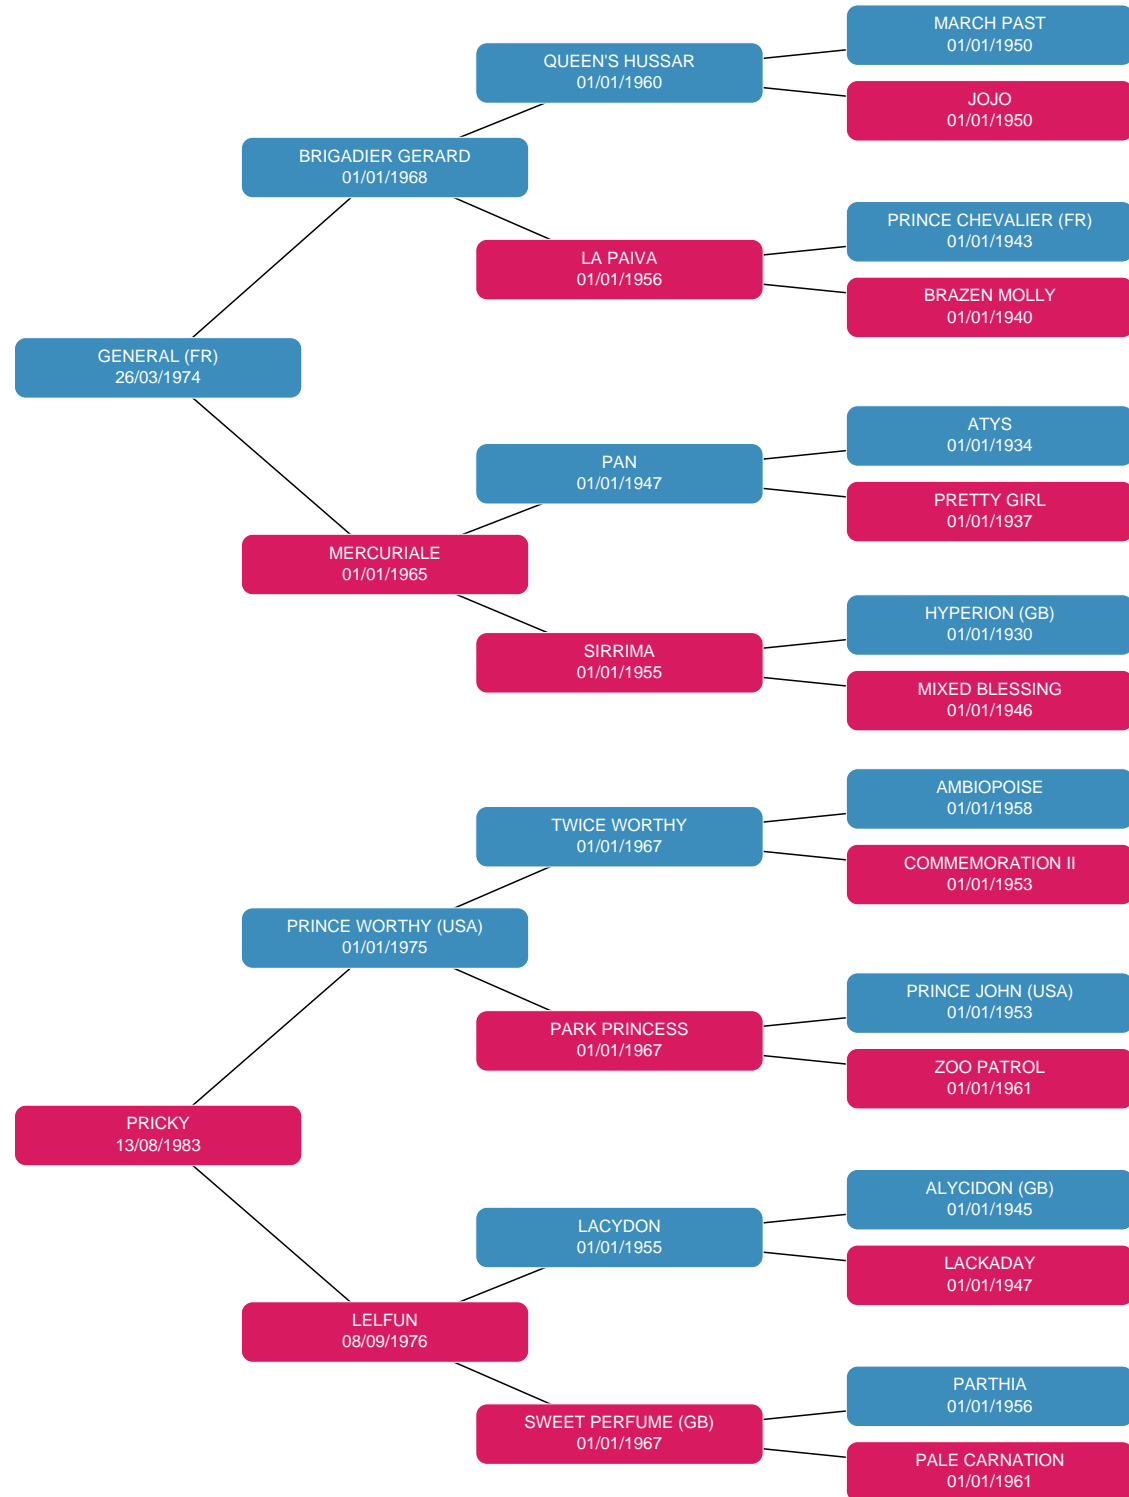 MARCH PAST
01/01/1950
QUEEN'S HUSSAR
01/01/1960
JOJO
01/01/1950
BRIGADIER GERARD
01/01/1968
PRINCE CHEVALIER (FR)
01/01/1943
LA PAIVA
01/01/1956
BRAZEN MOLLY
01/01/1940
GENERAL (FR)
26/03/1974
ATYS
01/01/1934
PAN
01/01/1947
PRETTY GIRL
01/01/1937
MERCURIALE
01/01/1965
HYPERION (GB)
01/01/1930
SIRRIMA
01/01/1955
MIXED BLESSING
01/01/1946
AMBIOPOISE
01/01/1958
TWICE WORTHY
01/01/1967
COMMEMORATION II
01/01/1953
PRINCE WORTHY (USA)
01/01/1975
PRINCE JOHN (USA)
01/01/1953
PARK PRINCESS
01/01/1967
ZOO PATROL
01/01/1961
PRICKY
13/08/1983
ALYCIDON (GB)
01/01/1945
LACYDON
01/01/1955
LACKADAY
01/01/1947
LELFUN
08/09/1976
PARTHIA
01/01/1956
SWEET PERFUME (GB)
01/01/1967
PALE CARNATION
01/01/1961